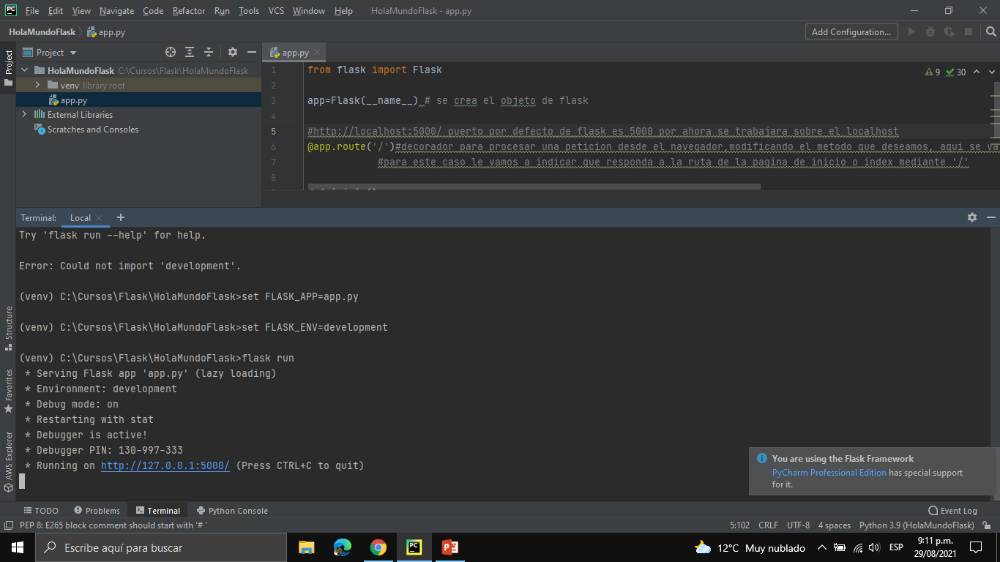 PC File Edit View Navigate Code Refactor Run Tools VCS Window Help HolaMundoFlask - app.py
HolaMundoFlask app.py Add Configuration...
Project
Project
app.py
HolaMundoFlask C:\Cursos\Flask\HolaMundoFlask
venv library root
app.py
External Libraries
Scratches and Consoles
9 30
1 from flask import Flask
2
3 app=Flask(__name__) # se crea el objeto de flask
4
5 #http://localhost:5000/ puerto por defecto de flask es 5000 por ahora se trabajara sobre el localhost
6 @app.route('/')#decorador para procesar una peticion desde el navegador,modificando el metodo que deseamos, aqui se va
7 #para este caso le vamos a indicar que responda a la ruta de la pagina de inicio o index mediante '/'
8
Terminal: Local
Try 'flask run --help' for help.
Error: Could not import 'development'.
(venv) C:\Cursos\Flask\HolaMundoFlask>set FLASK_APP=app.py
(venv) C:\Cursos\Flask\HolaMundoFlask>set FLASK_ENV=development
(venv) C:\Cursos\Flask\HolaMundoFlask>flask run
* Serving Flask app 'app.py' (lazy loading)
* Environment: development
* Debug mode: on
* Restarting with stat
* Debugger is active!
* Debugger PIN: 130-997-333
* Running on http://127.0.0.1:5000/ (Press CTRL+C to quit)
Structure
Favorites
AWS Explorer
You are using the Flask Framework
PyCharm Professional Edition has special support
for it.
TODO Problems Terminal Python Console Event Log
PEP 8: E265 block comment should start with '# ' 5:102 CRLF UTF-8 4 spaces Python 3.9 (HolaMundoFlask)
Escribe aquí para buscar
PC
12°C Muy nublado
ESP
9:11 p.m.
29/08/2021